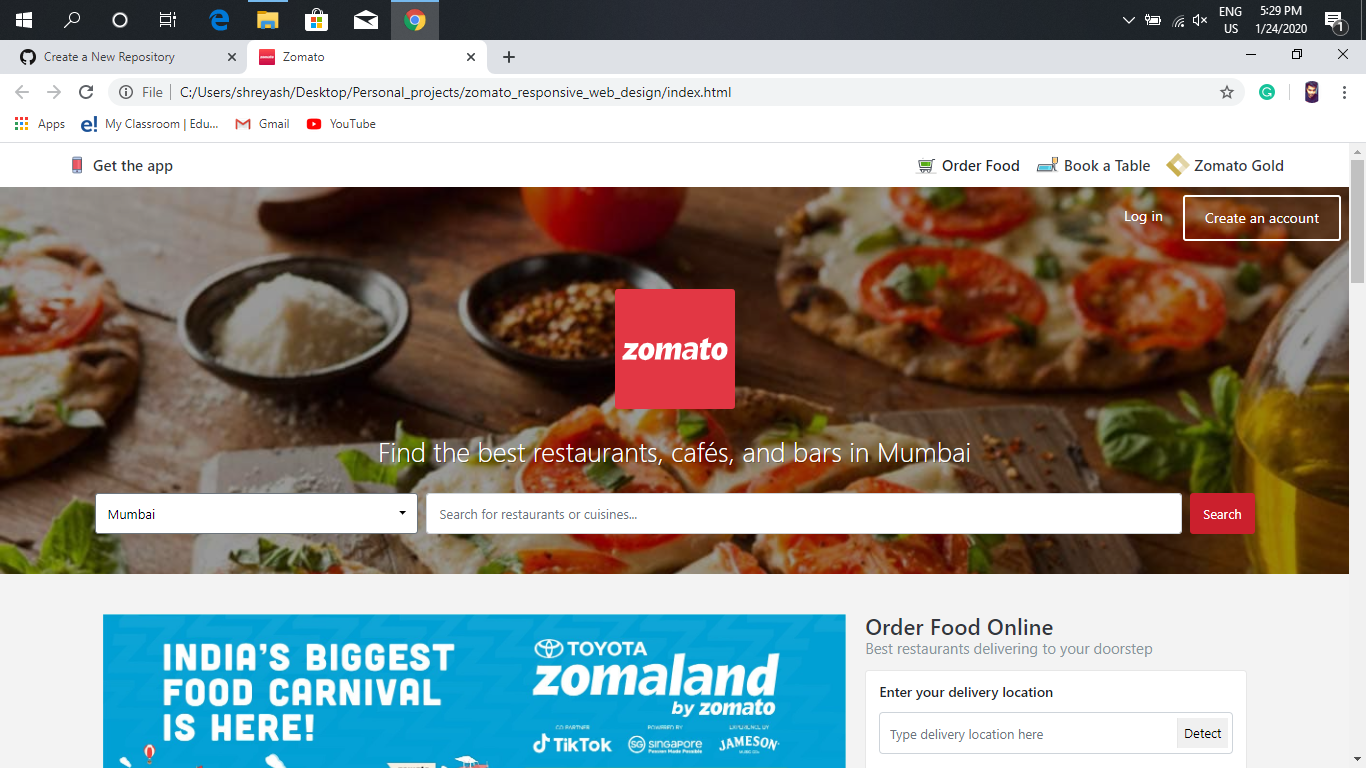 ENG
US
5:29 PM
1/24/2020
1
Create a New Repository
zomato
Zomato
File
C:/Users/shreyash/Desktop/Personal_projects/zomato_responsive_web_design/index.html
Apps
e! My Classroom | Edu...
Gmail
YouTube
Get the app
Order Food
Book a Table
Zomato Gold
Log in
Create an account
zomato
Find the best restaurants, cafés, and bars in Mumbai
Mumbai
Search for restaurants or cuisines...
Search
INDIA'S BIGGEST
FOOD CARNIVAL
IS HERE!
TOYOTA
zomaland
by zomato
CO PARTNER
POWERED BY
EXPERIENCE BY
TikTok
SG SINGAPORE
Passion Made Possible
JAMESON
Order Food Online
Best restaurants delivering to your doorstep
Enter your delivery location
Type delivery location here
Detect